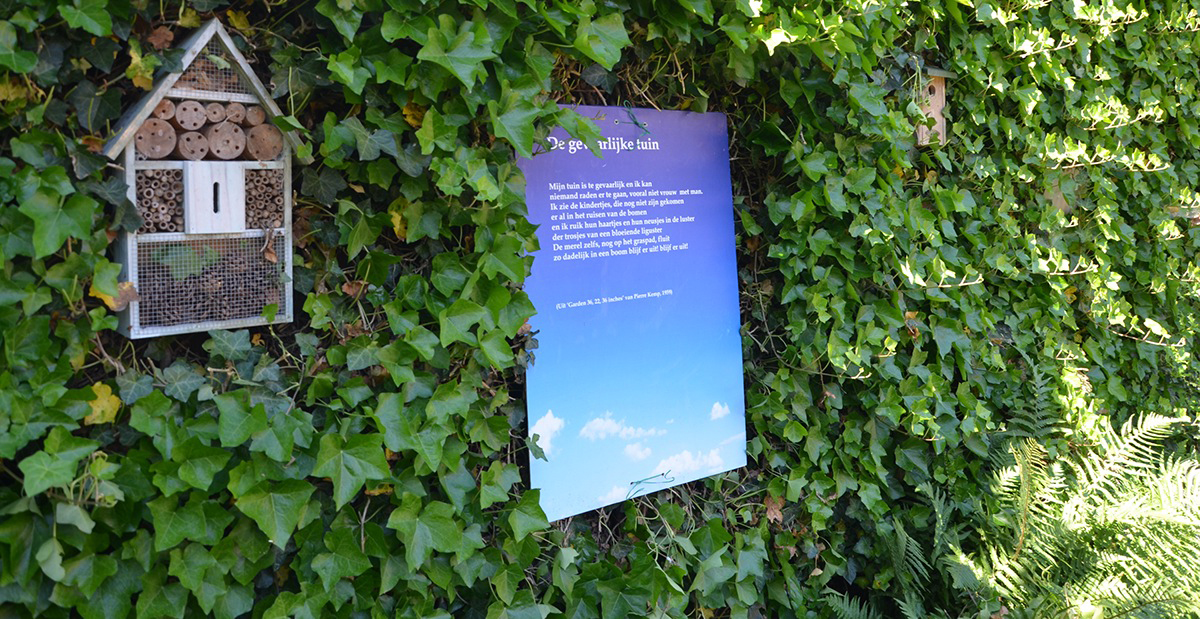 De gevaarlijke tuin
Mijn tuin is te gevaarlijk en ik kan
niemand raden er te gaan, vooral niet vrouw met man.
Ik zie de kindertjes, die nog niet zijn gekomen
er al in het ruisen van de bomen
en ik ruik hun haartjes en hun neusjes in de luster
der trosjes van een bloeiende liguster
De merel zelfs, nog op het graspad, fluit
zo dadelijk in een boom blijf er uit! blijf er uit!
(Uit 'Garden 36, 22, 36 inches' van Pierre Kemp, 1959)